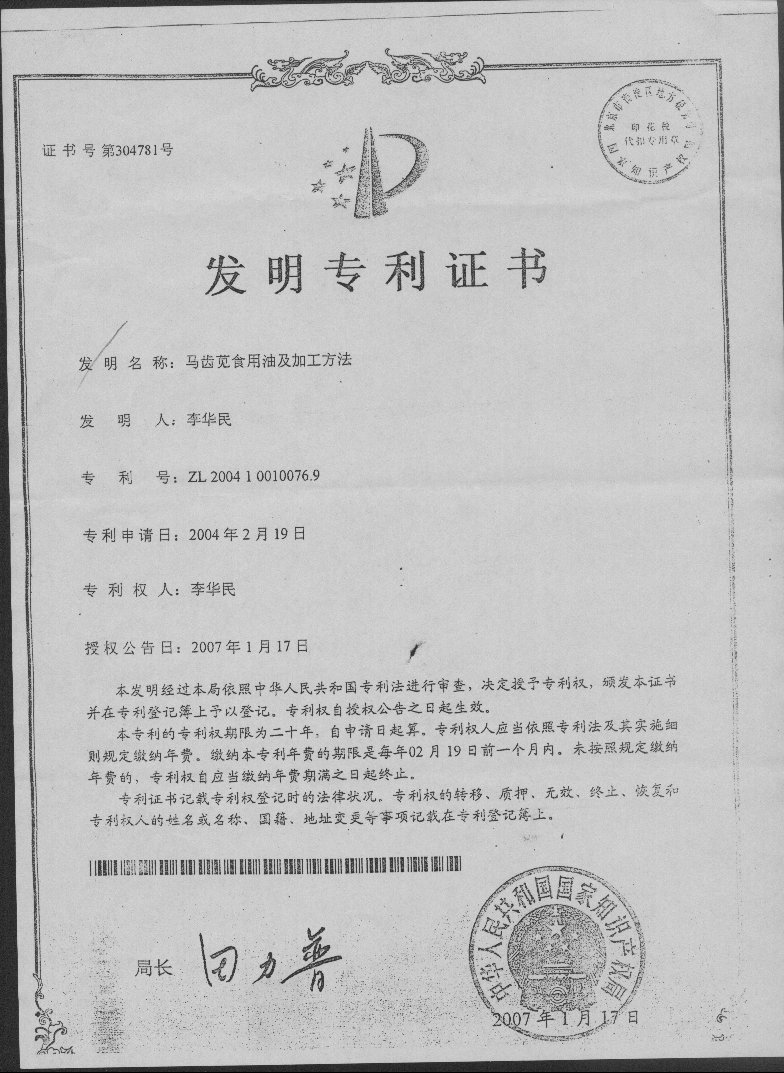 证书号 第304781号
印花税
代扣专用章
发明专利证书
发明名称：马齿苋食用油及加工方法
发明人：李华民
专利号：ZL 2004 1 0010076.9
专利申请日：2004年2月19日
专利权人：李华民
授权公告日：2007年1月17日
本发明经过本局依照中华人民共和国专利法进行审查，决定授予专利权，颁发本证书
并在专利登记簿上予以登记。专利权自授权公告之日起生效。
本专利的专利权期限为二十年，自申请日起算。专利权人应当依照专利法及其实施细
则规定缴纳年费。缴纳本专利年费的期限是每年02月19日前一个月内。未按照规定缴纳
年费的，专利权自应当缴纳年费期满之日起终止。
专利证书记载专利权登记时的法律状况。专利权的转移、质押、无效、终止、恢复和
专利权人的姓名或名称、国籍、地址变更等事项记载在专利登记簿上。
局长 田力普
中华人民共和国国家知识产权局
2007年1月17日